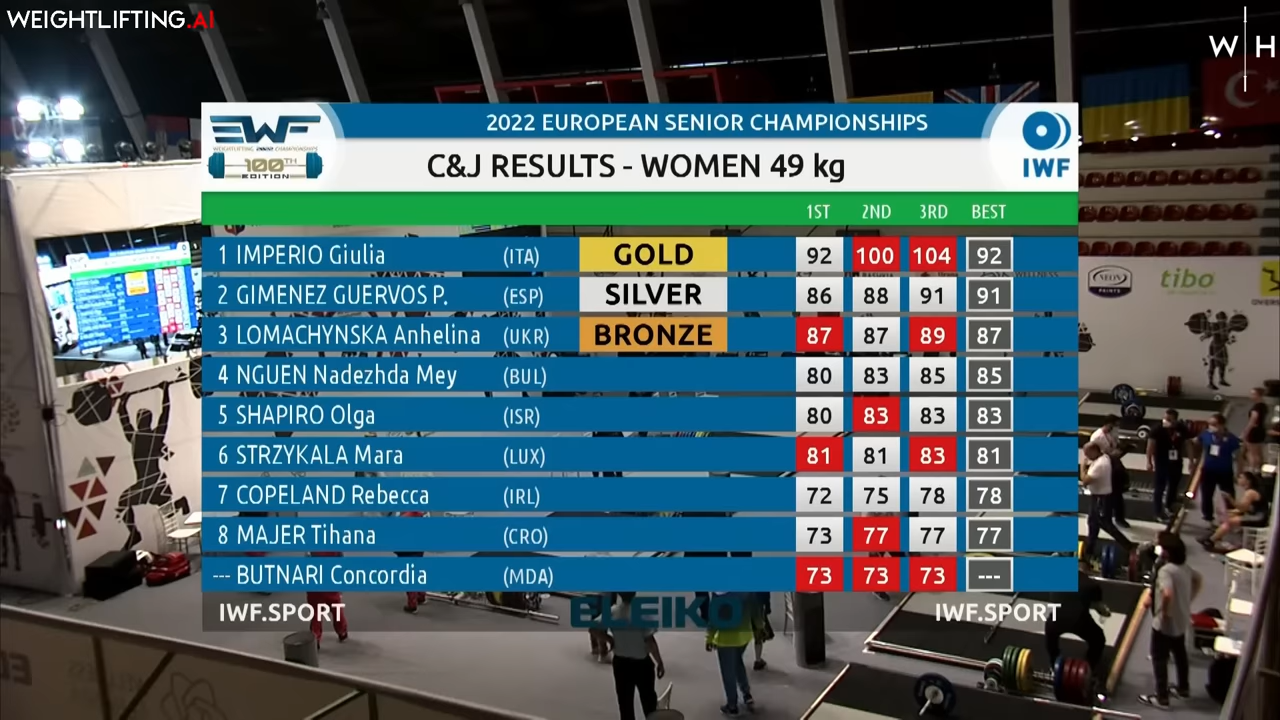 WEIGHTLIFTING.AI
W H
EWF
WEIGHTLIFTING 2022 CHAMPIONSHIPS
100TH
EDITION
2022 EUROPEAN SENIOR CHAMPIONSHIPS
C&J RESULTS - WOMEN 49 kg
IWF
1ST 2ND 3RD BEST
1 IMPERIO Giulia (ITA) GOLD 92 100 104 92
2 GIMENEZ GUERVOS P. (ESP) SILVER 86 88 91 91
3 LOMACHYNSKA Anhelina (UKR) BRONZE 87 87 89 87
4 NGUEN Nadezhda Mey (BUL) 80 83 85 85
5 SHAPIRO Olga (ISR) 80 83 83 83
6 STRZYKALA Mara (LUX) 81 81 83 81
7 COPELAND Rebecca (IRL) 72 75 78 78
8 MAJER Tihana (CRO) 73 77 77 77
--- BUTNARI Concordia (MDA) 73 73 73 ---
IWF.SPORT ELEIKO IWF.SPORT
tibo